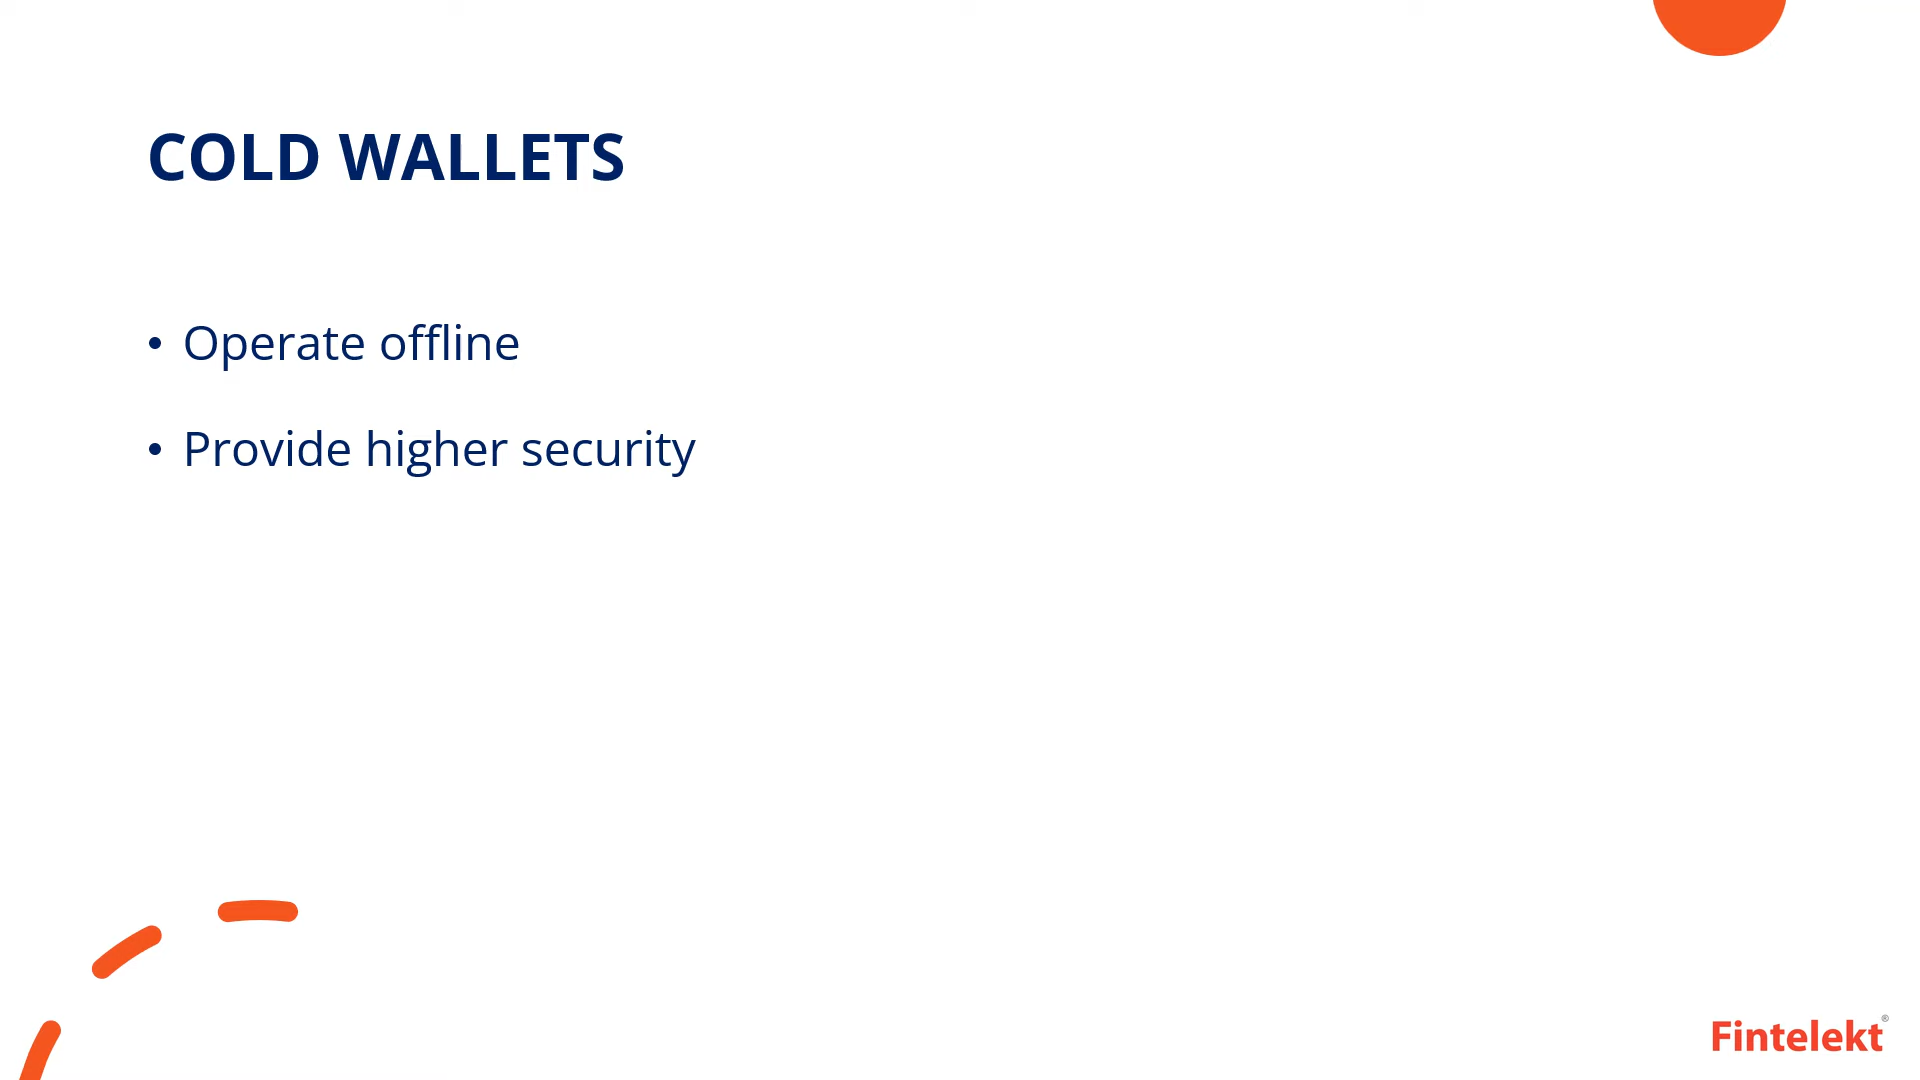 COLD WALLETS
• Operate offline
• Provide higher security
Fintelekt®